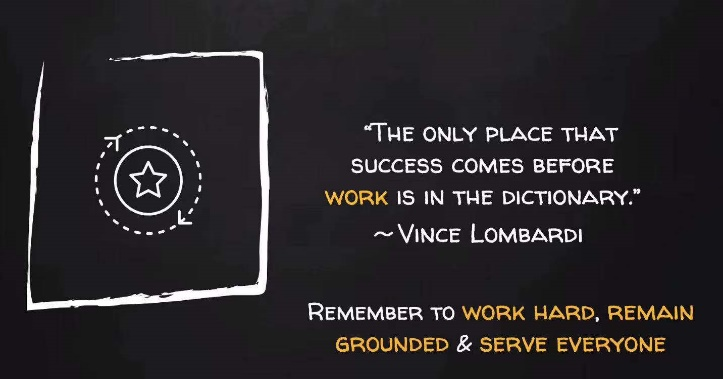 “The only place that
success comes before
work is in the dictionary.”
~ Vince Lombardi
Remember to work hard, remain
grounded & serve everyone